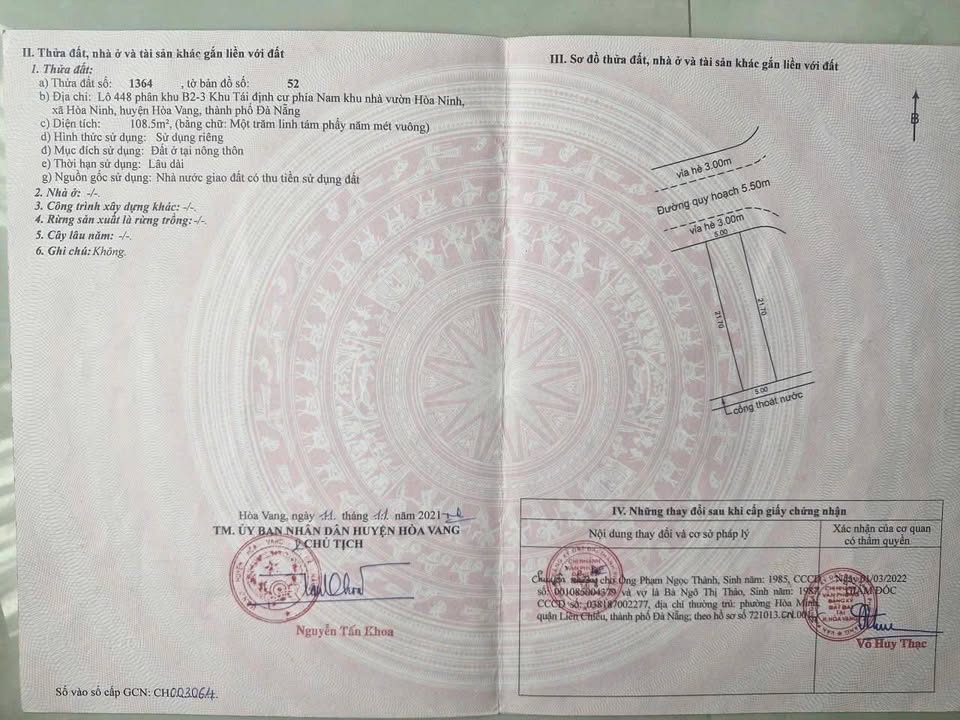 II. Thửa đất, nhà ở và tài sản khác gắn liền với đất
1. Thửa đất:
a) Thửa đất số: 1364 , tờ bản đồ số: 52
b) Địa chỉ: Lô 448 phân khu B2-3 Khu Tái định cư phía Nam khu nhà vườn Hòa Ninh,
xã Hòa Ninh, huyện Hòa Vang, thành phố Đà Nẵng
c) Diện tích: 108.5m², (bằng chữ: Một trăm linh tám phẩy năm mét vuông)
d) Hình thức sử dụng: Sử dụng riêng
đ) Mục đích sử dụng: Đất ở tại nông thôn
e) Thời hạn sử dụng: Lâu dài
g) Nguồn gốc sử dụng: Nhà nước giao đất có thu tiền sử dụng đất
2. Nhà ở: -/-.
3. Công trình xây dựng khác: -/-.
4. Rừng sản xuất là rừng trồng: -/-.
5. Cây lâu năm: -/-.
6. Ghi chú: Không.
Hòa Vang, ngày 11 tháng 11 năm 2021
TM. ỦY BAN NHÂN DÂN HUYỆN HÒA VANG
CHỦ TỊCH
Nguyễn Tấn Khoa
Số vào sổ cấp GCN: CH003064.
III. Sơ đồ thửa đất, nhà ở và tài sản khác gắn liền với đất
B
vỉa hè 3.00m
Đường quy hoạch 5.50m
vỉa hè 3.00m
5.00
21.70
21.70
5.00
cống thoát nước
IV. Những thay đổi sau khi cấp giấy chứng nhận
Nội dung thay đổi và cơ sở pháp lý
Xác nhận của cơ quan
có thẩm quyền
Chuyển nhượng cho Ông Phạm Ngọc Thành, Sinh năm: 1985, CCCD
số: 001085004379 và vợ là Bà Ngô Thị Thảo, Sinh năm: 1987
CCCD số: 038187002277, địa chỉ thường trú: phường Hòa Minh,
quận Liên Chiểu, thành phố Đà Nẵng; theo hồ sơ số 721013.CN.001
Ngày 01/03/2022
GIÁM ĐỐC
Võ Huy Thạc